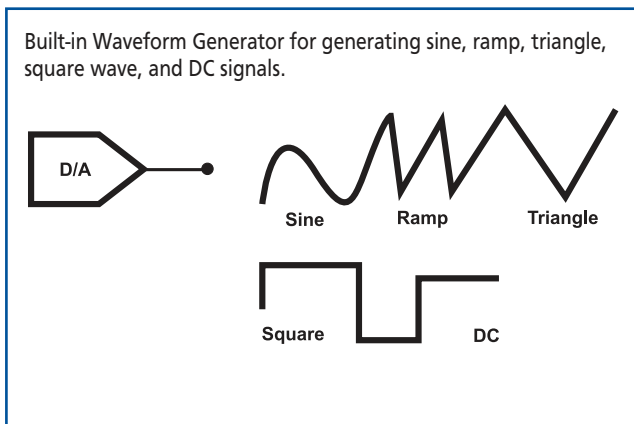 Built-in Waveform Generator for generating sine, ramp, triangle,
square wave, and DC signals.
D/A
Sine Ramp Triangle
Square DC